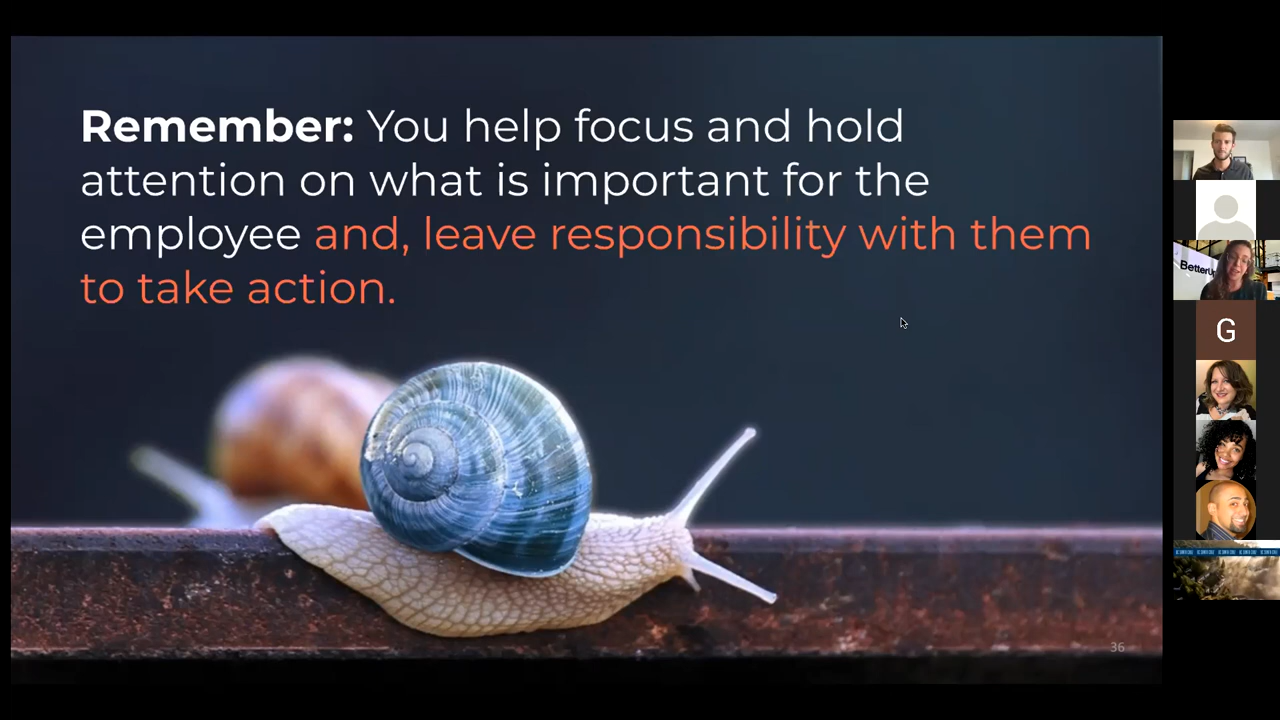 Remember: You help focus and hold
attention on what is important for the
employee and, leave responsibility with them
to take action.
36
BetterUp
G